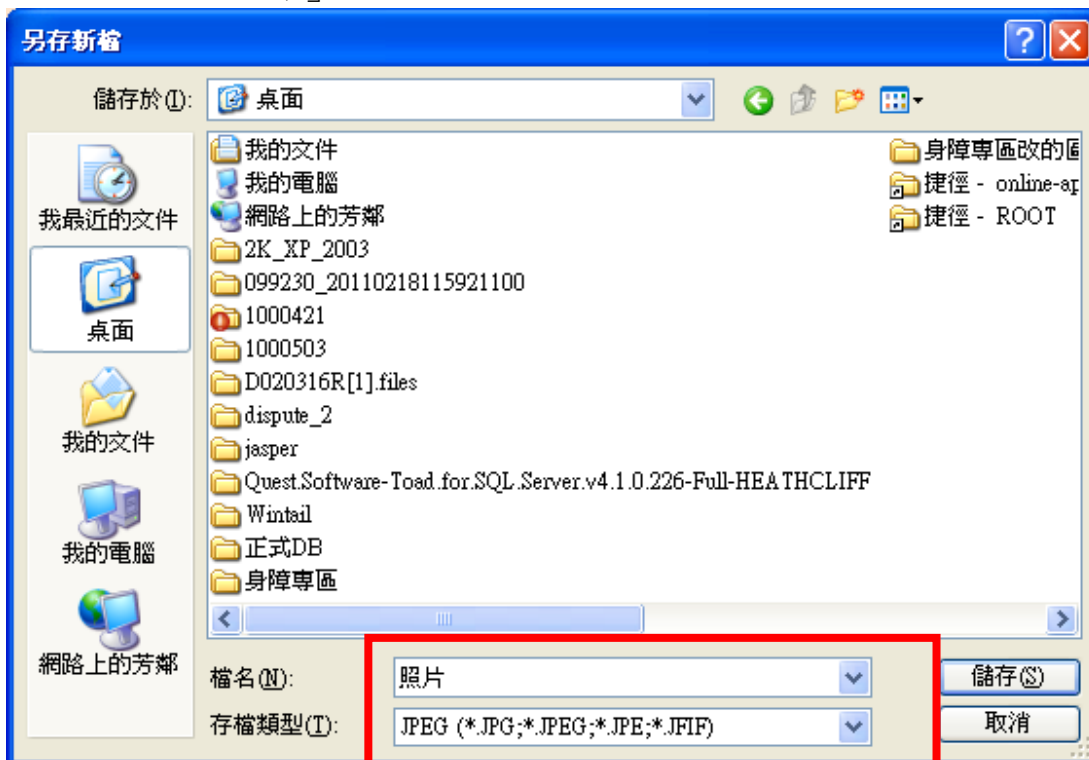 另存新檔
儲存於(I):
桌面
我最近的文件
桌面
我的文件
我的電腦
網路上的芳鄰
我的文件
我的電腦
網路上的芳鄰
2K_XP_2003
099230_20110218115921100
1000421
1000503
D020316R[1].files
dispute_2
jasper
Quest.Software-Toad.for.SQL.Server.v4.1.0.226-Full-HEATHCLIFF
Wintail
正式DB
身障專區
身障專區改的
捷徑 - online-ap
捷徑 - ROOT
檔名(N):
照片
儲存(S)
存檔類型(T):
JPEG (*.JPG;*.JPEG;*.JPE;*.JFIF)
取消